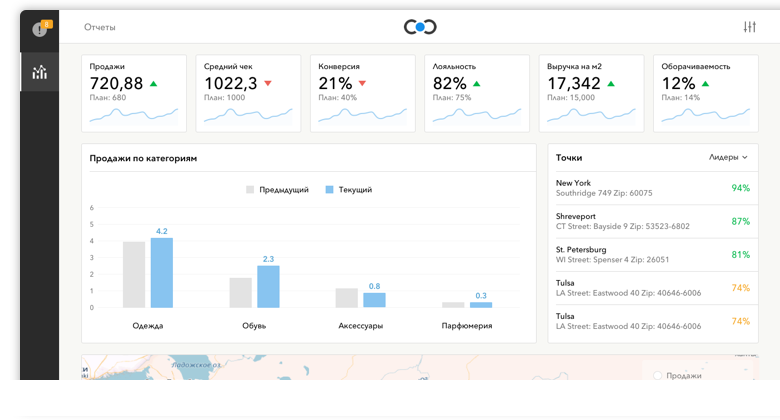 8
Отчеты
Продажи
720,88
План: 680
Средний чек
1022,3
План: 1000
Конверсия
21%
План: 40%
Лояльность
82%
План: 75%
Выручка на м2
17,342
План: 15,000
Оборачиваемость
12%
План: 14%
Продажи по категориям
Предыдущий
Текущий
6
5
4
3
2
1
0
4.2
2.3
0.8
0.3
Одежда
Обувь
Аксессуары
Парфюмерия
Точки
Лидеры
New York
Southridge 749 Zip: 60075
94%
Shreveport
CT Street: Bayside 9 Zip: 53523-6802
87%
St. Petersburg
WI Street: Spenser 4 Zip: 26051
81%
Tulsa
LA Street: Eastwood 40 Zip: 40646-6006
74%
Tulsa
LA Street: Eastwood 40 Zip: 40646-6006
74%
Ладожское оз.
Продажи